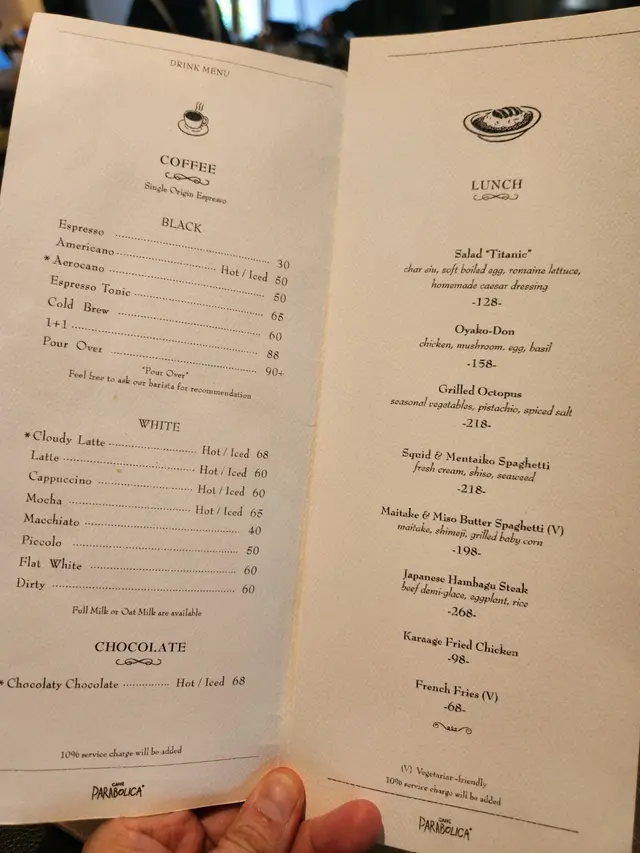 DRINK MENU
COFFEE
Single Origin Espresso
BLACK
Espresso 30
Americano Hot / Iced 50
* Aerocano 50
Espresso Tonic 65
Cold Brew 60
1+1 88
Pour Over 90+
"Pour Over"
Feel free to ask our barista for recommendation
WHITE
* Cloudy Latte Hot / Iced 68
Latte Hot / Iced 60
Cappuccino Hot / Iced 60
Mocha Hot / Iced 65
Macchiato 40
Piccolo 50
Flat White 60
Dirty 60
Full Milk or Oat Milk are available
CHOCOLATE
* Chocolaty Chocolate Hot / Iced 68
10% service charge will be added
CAFFÈ
PARABOLICA
LUNCH
Salad "Titanic"
char siu, soft boiled egg, romaine lettuce,
homemade caesar dressing
-128-
Oyako-Don
chicken, mushroom, egg, basil
-158-
Grilled Octopus
seasonal vegetables, pistachio, spiced salt
-218-
Squid & Mentaiko Spaghetti
fresh cream, shiso, seaweed
-218-
Maitake & Miso Butter Spaghetti (V)
maitake, shimeji, grilled baby corn
-198-
Japanese Hambagu Steak
beef demi-glace, eggplant, rice
-268-
Karaage Fried Chicken
-98-
French Fries (V)
-68-
(V) Vegetarian-friendly
10% service charge will be added
CAFFÈ
PARABOLICA